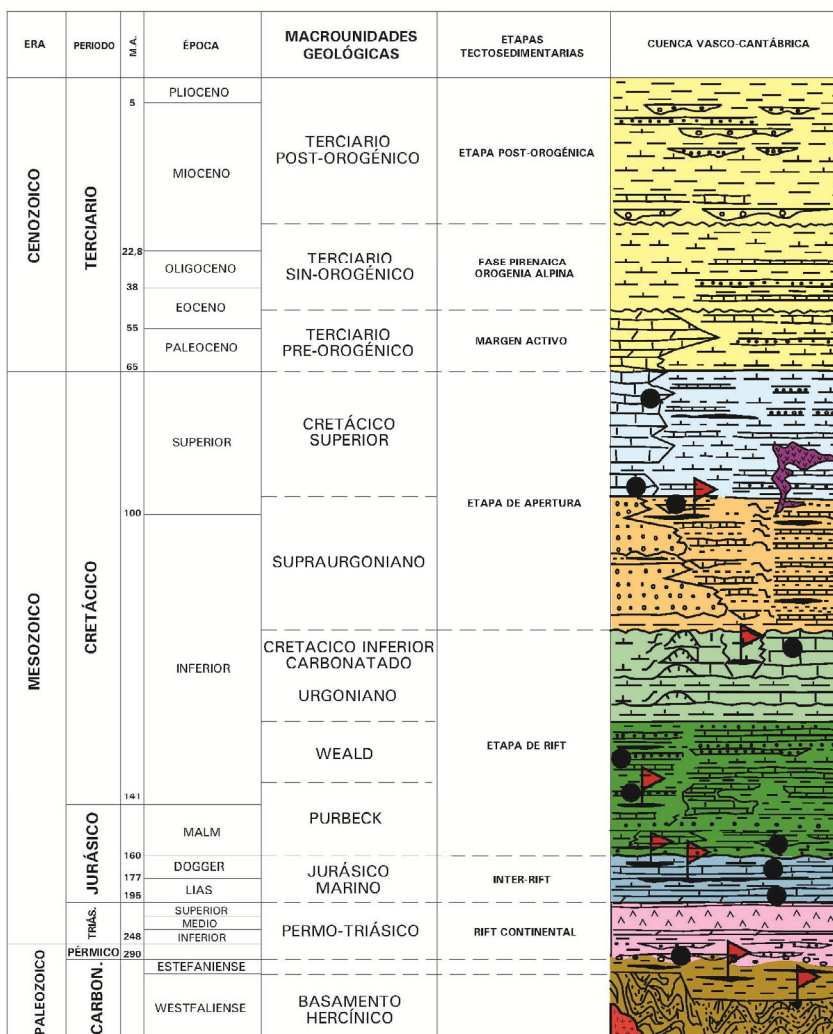 ERA
PERIODO
M.A.
ÉPOCA
MACROUNIDADES
GEOLÓGICAS
ETAPAS
TECTOSEDIMENTARIAS
CUENCA VASCO-CANTÁBRICA
CENOZOICO
TERCIARIO
PLIOCENO
5
MIOCENO
22,8
OLIGOCENO
38
EOCENO
55
PALEOCENO
65
TERCIARIO
POST-OROGÉNICO
ETAPA POST-OROGÉNICA
TERCIARIO
SIN-OROGÉNICO
FASE PIRENAICA
OROGENIA ALPINA
TERCIARIO
PRE-OROGÉNICO
MARGEN ACTIVO
MESOZOICO
CRETÁCICO
SUPERIOR
100
INFERIOR
141
CRETÁCICO
SUPERIOR
ETAPA DE APERTURA
SUPRAURGONIANO
CRETACICO INFERIOR
CARBONATADO
URGONIANO
WEALD
ETAPA DE RIFT
PURBECK
JURÁSICO
MALM
160
DOGGER
177
LIAS
195
JURÁSICO
MARINO
INTER-RIFT
TRIÁS.
SUPERIOR
MEDIO
248
INFERIOR
PERMO-TRIÁSICO
RIFT CONTINENTAL
PALEOZOICO
PÉRMICO
290
CARBON.
ESTEFANIENSE
WESTFALIENSE
BASAMENTO
HERCÍNICO